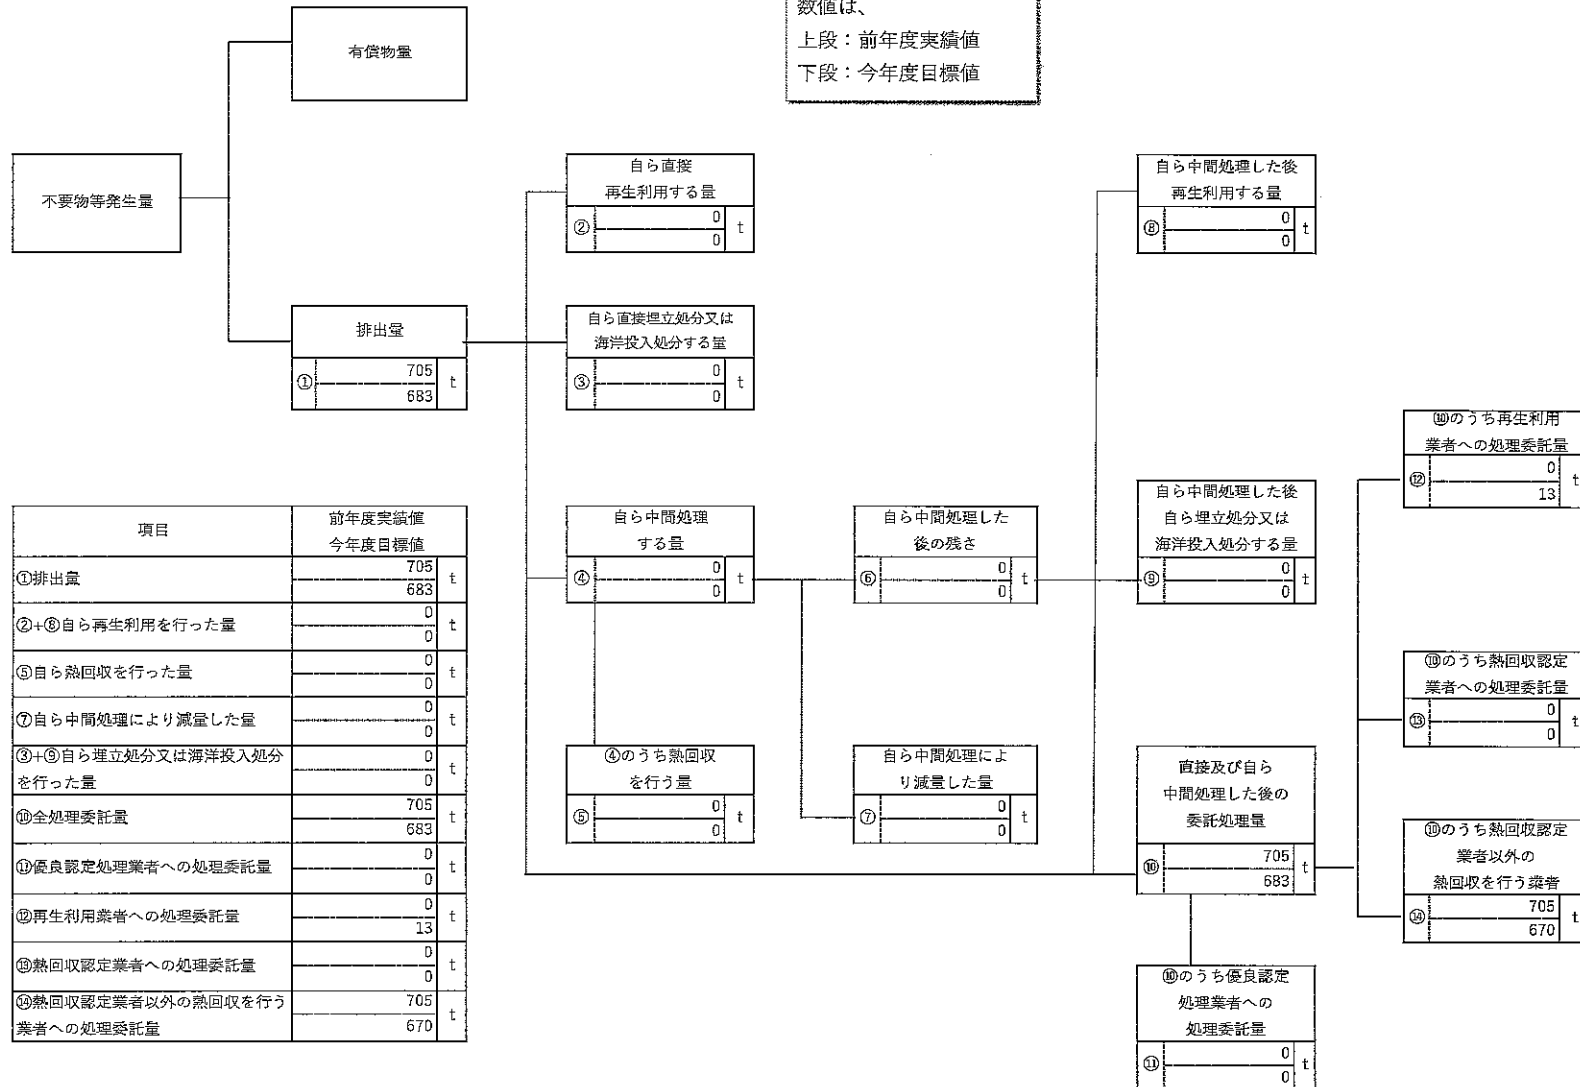 数値は、
上段：前年度実績値
下段：今年度目標値
有償物量
不要物等発生量
排出量
①
705
683
t
自ら直接
再生利用する量
②
0
0
t
自ら直接埋立処分又は
海洋投入処分する量
③
0
0
t
自ら中間処理
する量
④
0
0
t
④のうち熱回収
を行う量
⑤
0
0
t
自ら中間処理した
後の残さ
⑥
0
0
t
自ら中間処理によ
り減量した量
⑦
0
0
t
自ら中間処理した後
再生利用する量
⑧
0
0
t
自ら中間処理した後
自ら埋立処分又は
海洋投入処分する量
⑨
0
0
t
直接及び自ら
中間処理した後の
委託処理量
⑩
705
683
t
⑩のうち優良認定
処理業者への
処理委託量
⑪
0
0
t
⑩のうち再生利用
業者への処理委託量
⑫
0
13
t
⑩のうち熱回収認定
業者への処理委託量
⑬
0
0
t
⑩のうち熱回収認定
業者以外の
熱回収を行う業者
⑭
705
670
t
項目
前年度実績値
今年度目標値
①排出量
705
683
t
②+⑧自ら再生利用を行った量
0
0
t
⑤自ら熱回収を行った量
0
0
t
⑦自ら中間処理により減量した量
0
0
t
③+⑨自ら埋立処分又は海洋投入処分
を行った量
0
0
t
⑩全処理委託量
705
683
t
⑪優良認定処理業者への処理委託量
0
0
t
⑫再生利用業者への処理委託量
0
13
t
⑬熱回収認定業者への処理委託量
0
0
t
⑭熱回収認定業者以外の熱回収を行う
業者への処理委託量
705
670
t